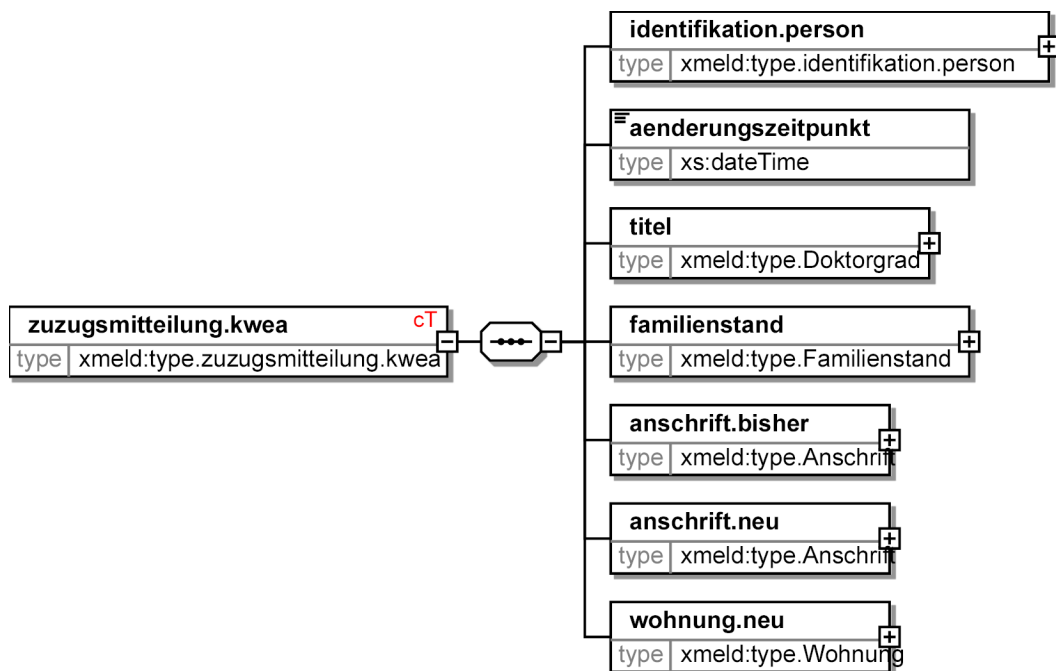 identifikation.person
type xmeld:type.identifikation.person
aenderungszeitpunkt
type xs:dateTime
titel
type xmeld:type.Doktorgrad
zuzugsmitteilung.kwea cT
type xmeld:type.zuzugsmitteilung.kwea
familienstand
type xmeld:type.Familienstand
anschrift.bisher
type xmeld:type.Anschrift
anschrift.neu
type xmeld:type.Anschrift
wohnung.neu
type xmeld:type.Wohnung